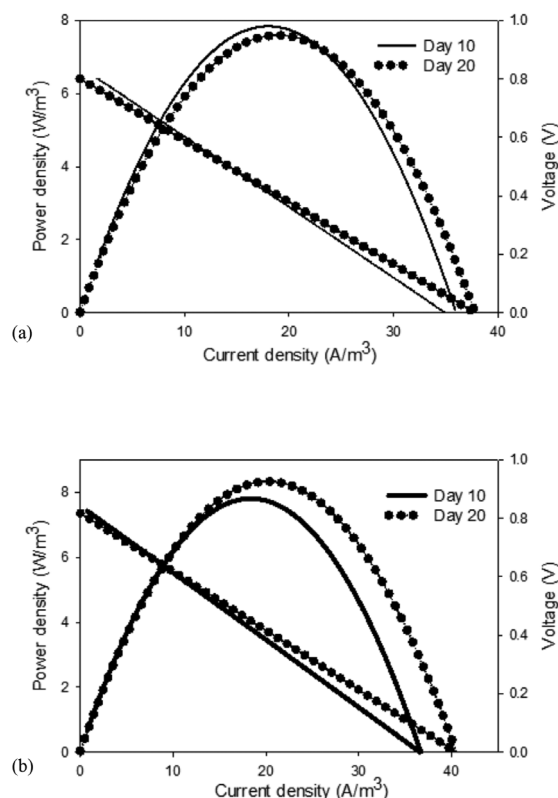 8
6
4
2
0
Power density (W/m³)
1.0
0.8
0.6
0.4
0.2
0.0
Voltage (V)
Day 10
Day 20
0 10 20 30 40
Current density (A/m³)
(a)
8
6
4
2
0
Power density (W/m³)
1.0
0.8
0.6
0.4
0.2
0.0
Voltage (V)
Day 10
Day 20
0 10 20 30 40
Current density (A/m³)
(b)